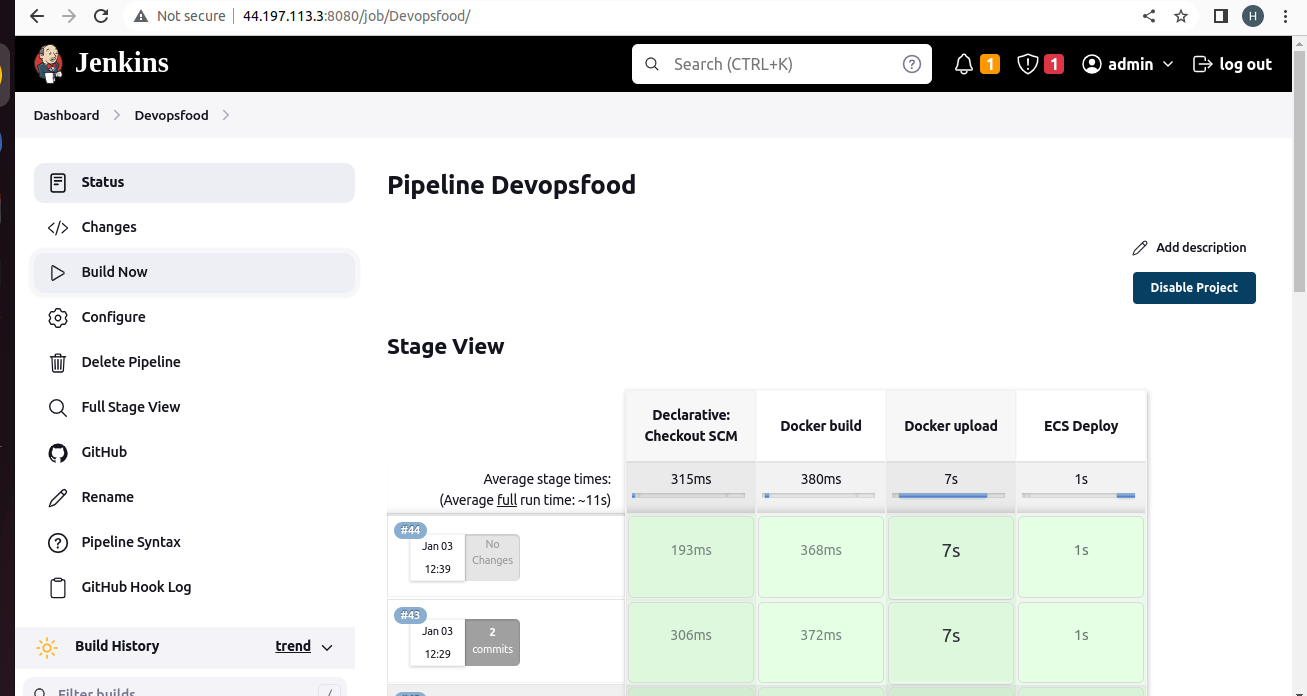 Not secure
44.197.113.3:8080/job/Devopsfood/
H
Jenkins
Search (CTRL+K)
?
1
1
admin
log out
Dashboard
Devopsfood
Status
Changes
Build Now
Configure
Delete Pipeline
Full Stage View
GitHub
Rename
Pipeline Syntax
GitHub Hook Log
Build History
trend
Filter builds
/
Pipeline Devopsfood
Add description
Disable Project
Stage View
Declarative:
Checkout SCM
Docker build
Docker upload
ECS Deploy
Average stage times:
(Average full run time: ~11s)
315ms
380ms
7s
1s
#44
Jan 03
12:39
No
Changes
193ms
368ms
7s
1s
#43
Jan 03
12:29
2
commits
306ms
372ms
7s
1s